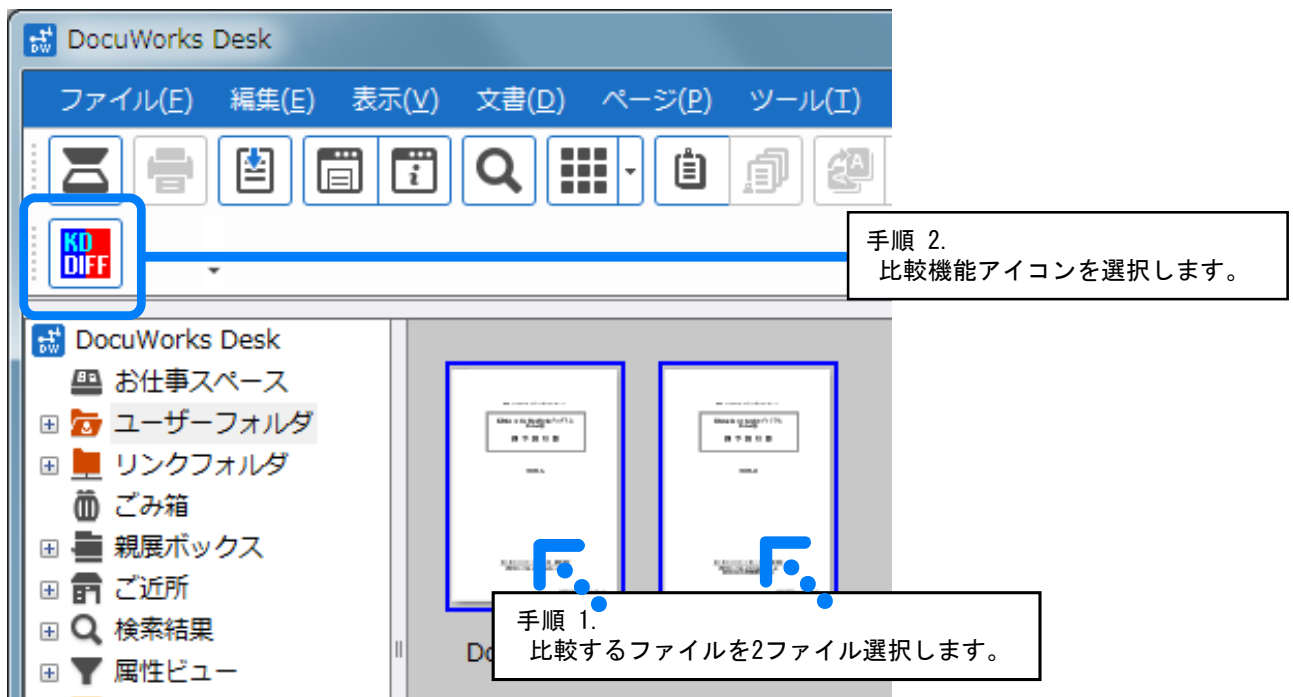 DocuWorks Desk
ファイル(F) 編集(E) 表示(V) 文書(D) ページ(P) ツール(T)
KD
DIFF
手順 2.
比較機能アイコンを選択します。
DocuWorks Desk
お仕事スペース
ユーザーフォルダ
リンクフォルダ
ごみ箱
親展ボックス
ご近所
検索結果
属性ビュー
手順 1.
比較するファイルを2ファイル選択します。